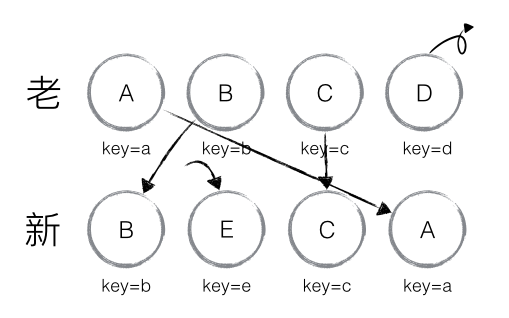 老 A B C D
key=a key=b key=c key=d
新 B E C A
key=b key=e key=c key=a